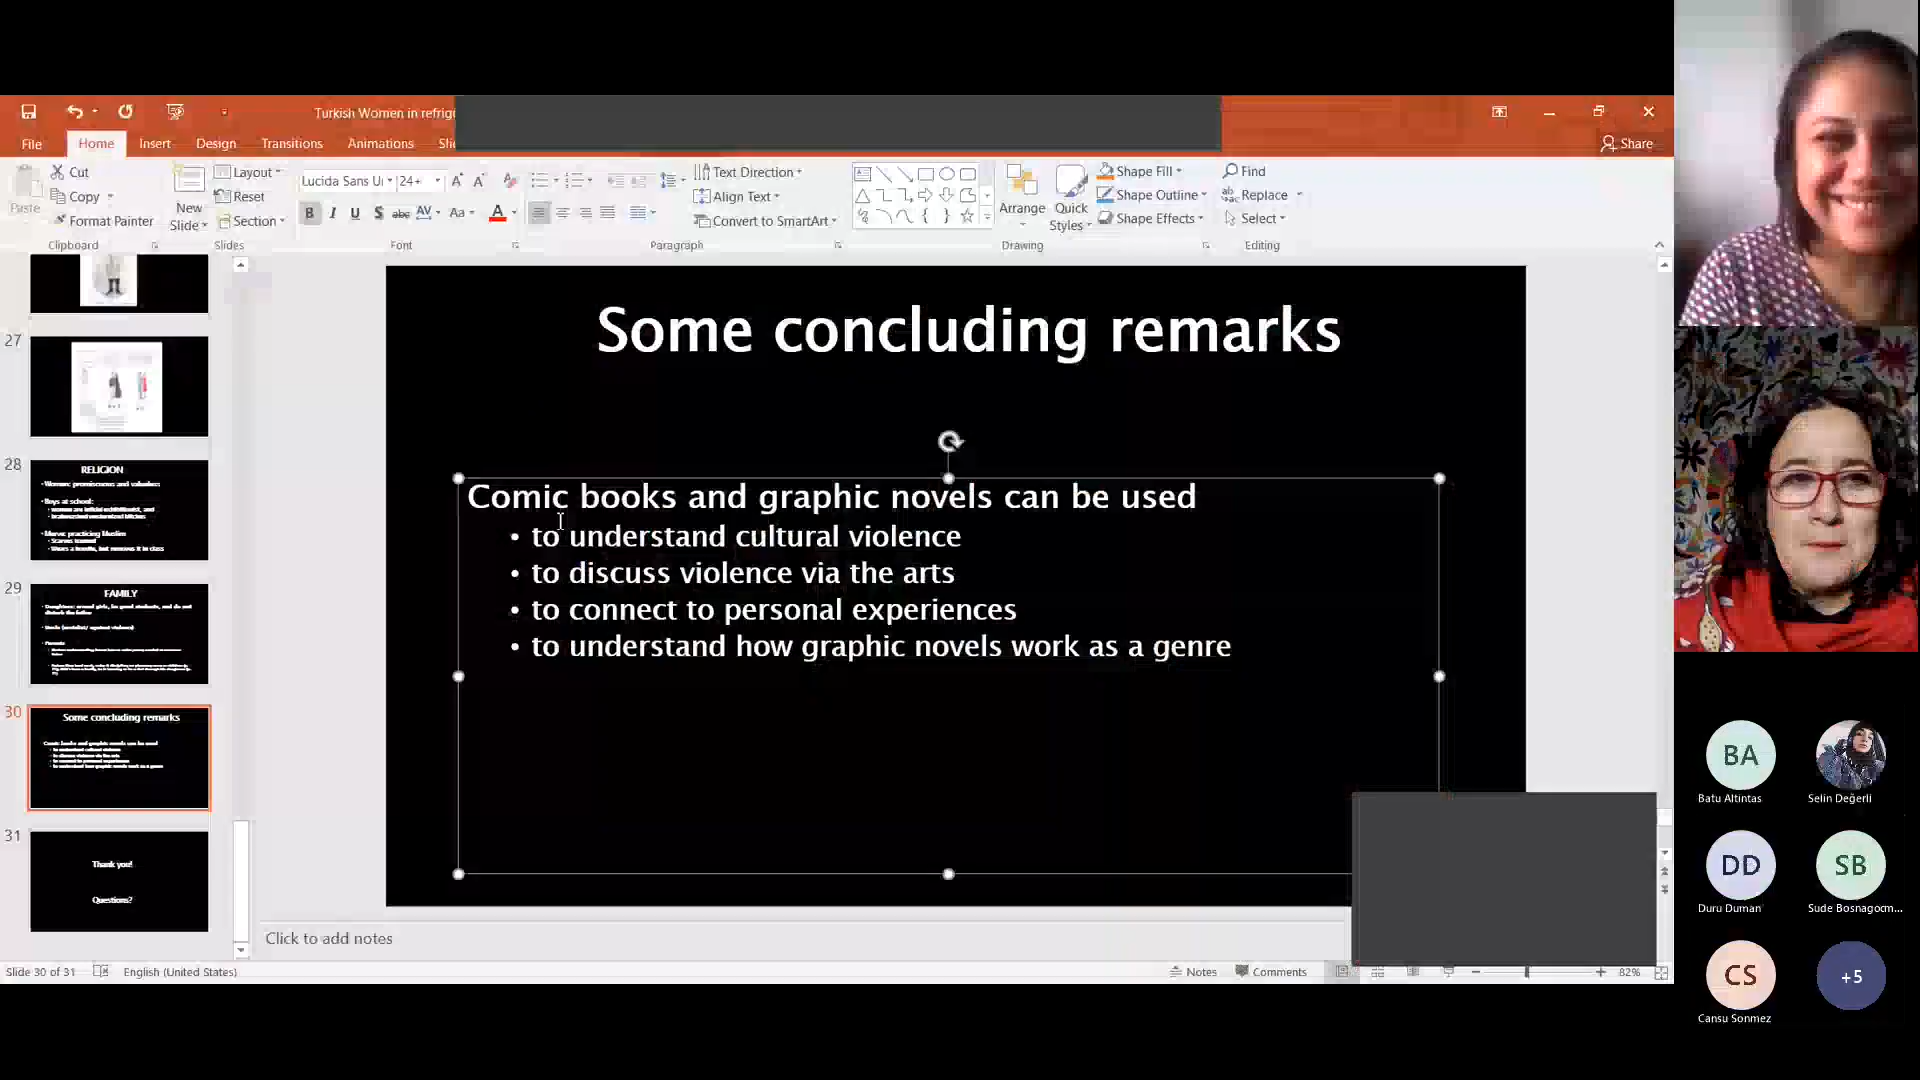 Turkish Women in refrig
File Home Insert Design Transitions Animations
Share
Paste
Cut
Copy
Format Painter
Clipboard
New Slide
Layout
Reset
Section
Slides
Lucida Sans 24+
Font
Text Direction
Align Text
Convert to SmartArt
Paragraph
Arrange
Quick Styles
Shape Fill
Shape Outline
Shape Effects
Drawing
Find
Replace
Select
Editing
27
28
RELIGION
29
FAMILY
30
Some concluding remarks
31
Thank you!
Questions?
Some concluding remarks
Comic books and graphic novels can be used
• to understand cultural violence
• to discuss violence via the arts
• to connect to personal experiences
• to understand how graphic novels work as a genre
Click to add notes
Slide 30 of 31 English (United States)
Notes Comments 82%
BA
Batu Altintas
Selin Değerli
DD
Duru Duman
SB
Sude Bosnagocm...
CS
Cansu Sonmez
+5